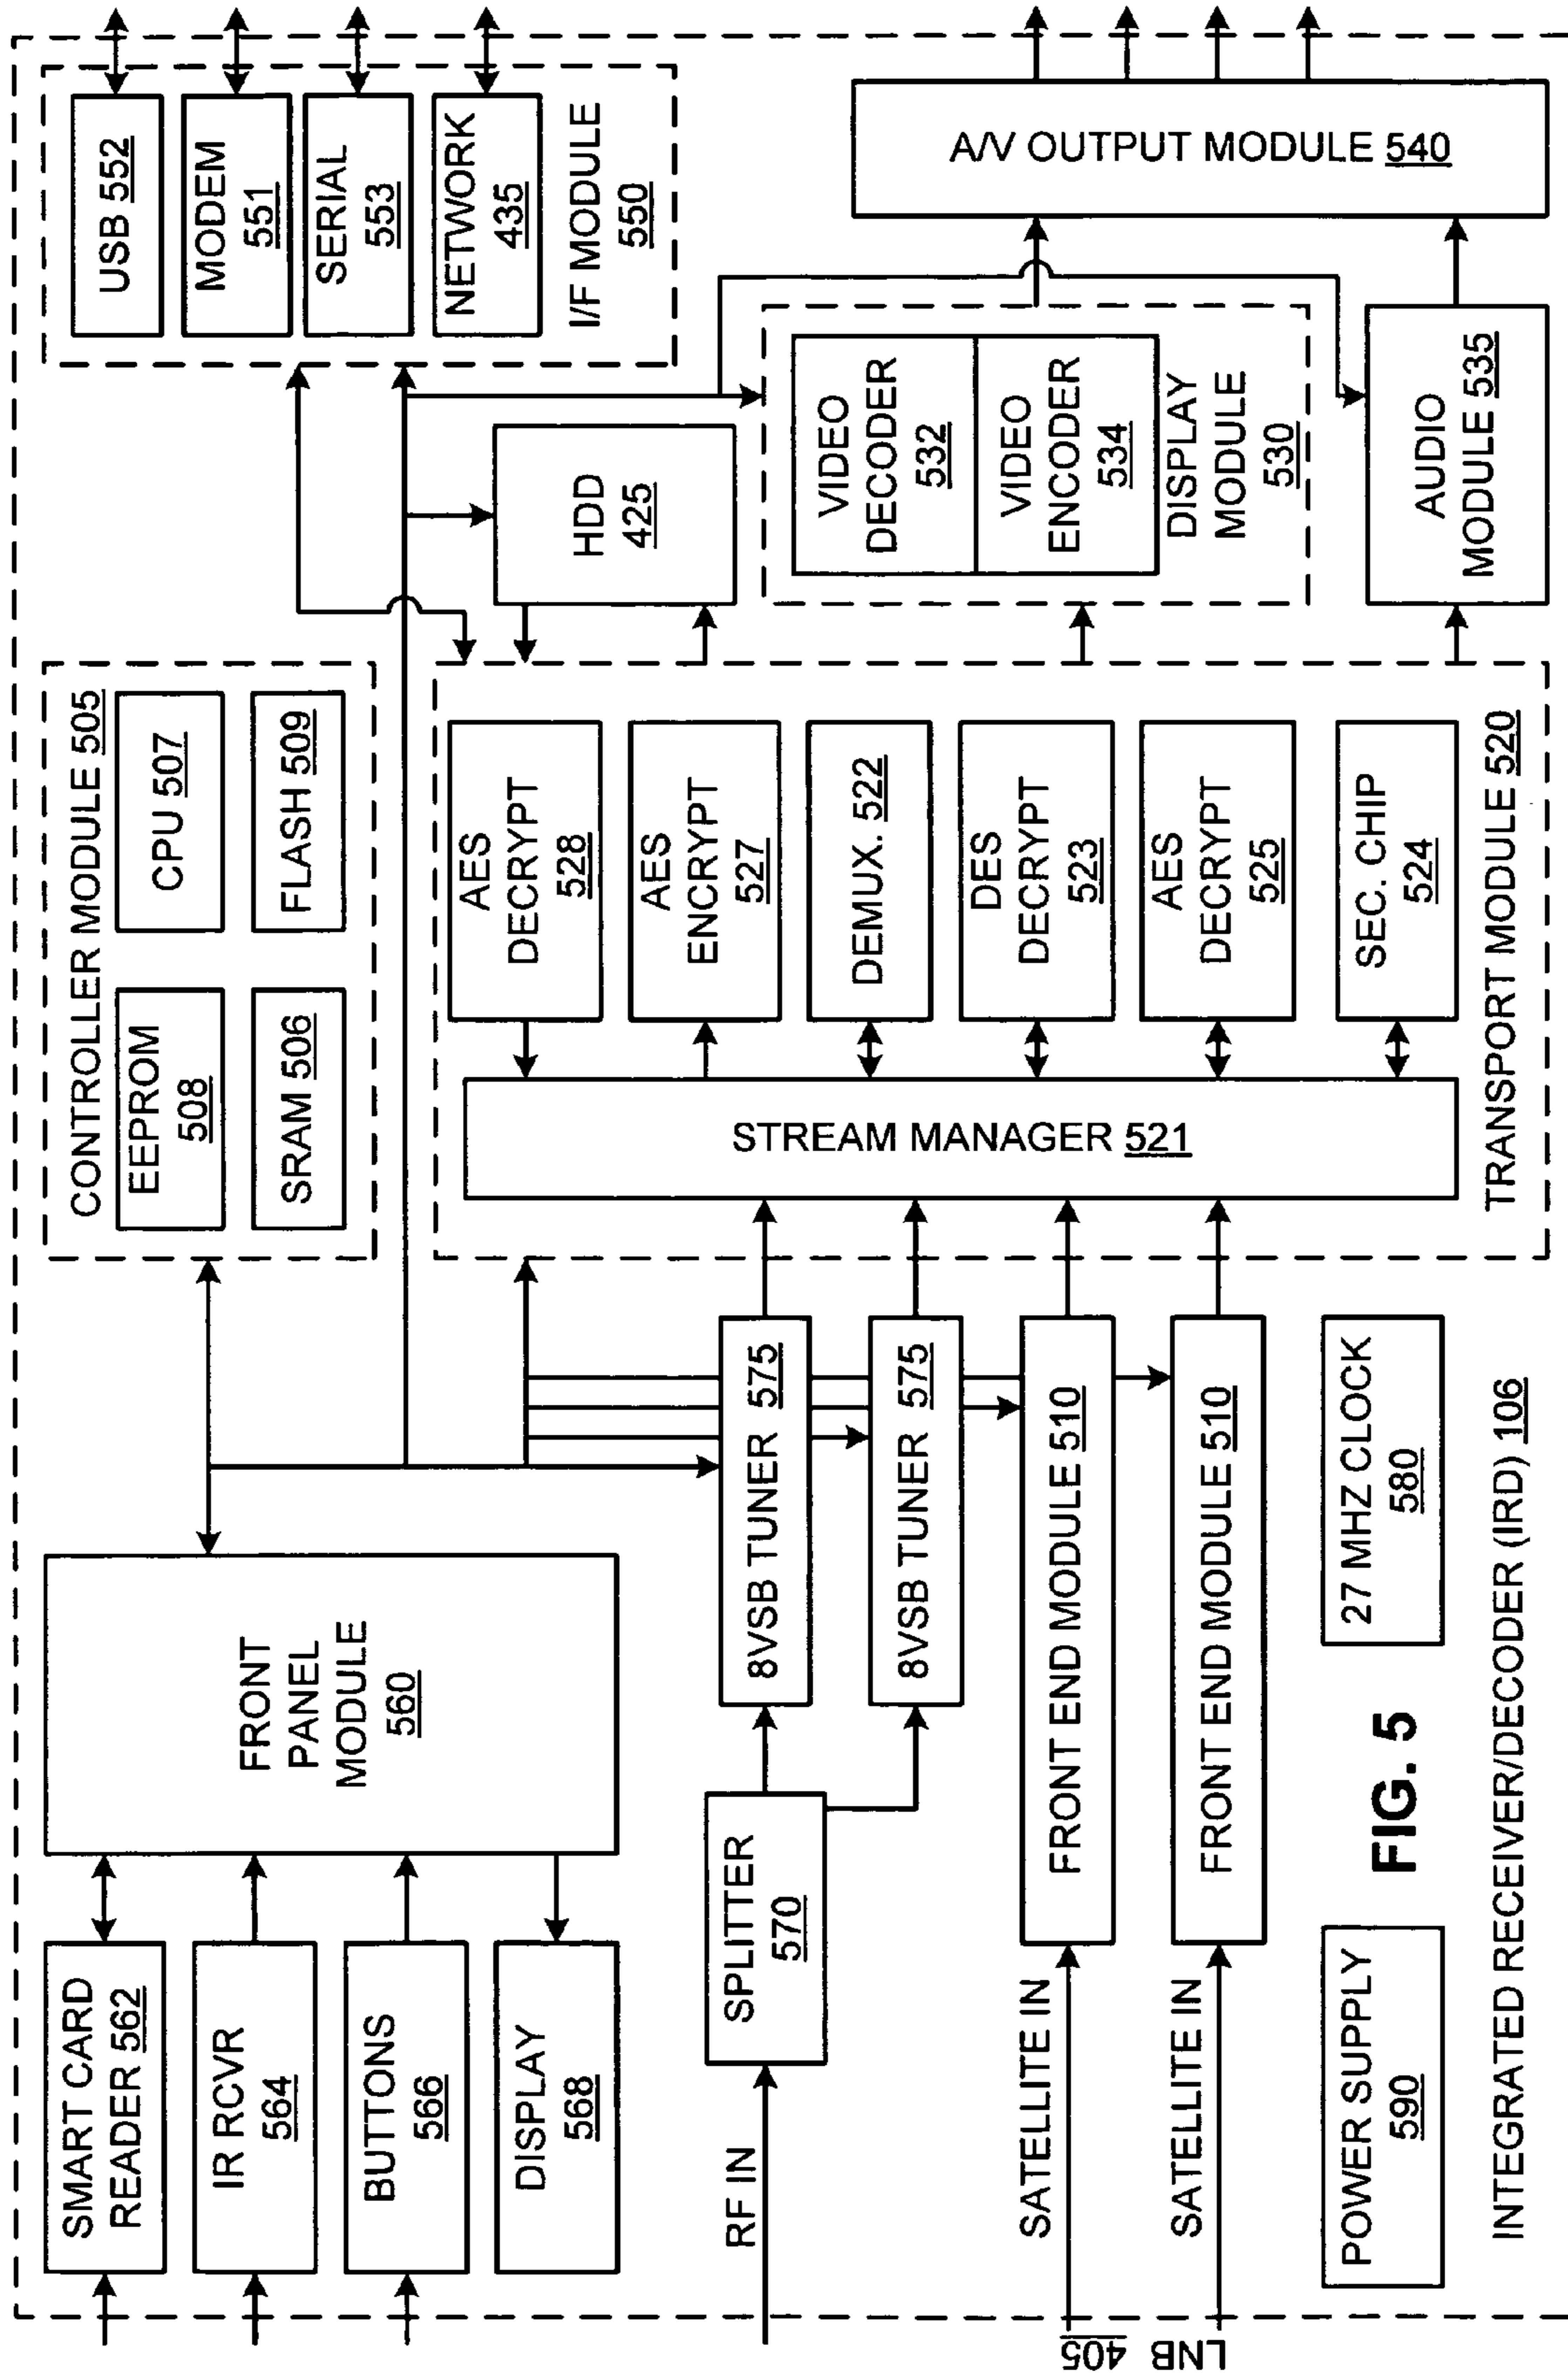 SMART CARD
READER 562
IR RCVR
564
BUTTONS
566
DISPLAY
568
FRONT
PANEL
MODULE
560
CONTROLLER MODULE 505
EEPROM
508
CPU 507
SRAM 506
FLASH 509
USB 552
MODEM
551
SERIAL
553
NETWORK
435
I/F MODULE
550
RF IN
SPLITTER
570
8VSB TUNER 575
8VSB TUNER 575
SATELLITE IN
FRONT END MODULE 510
SATELLITE IN
FRONT END MODULE 510
LNB 405
STREAM MANAGER 521
AES
DECRYPT
528
AES
ENCRYPT
527
DEMUX. 522
DES
DECRYPT
523
AES
DECRYPT
525
SEC. CHIP
524
TRANSPORT MODULE 520
HDD
425
VIDEO
DECODER
532
VIDEO
ENCODER
534
DISPLAY
MODULE
530
AUDIO
MODULE 535
A/V OUTPUT MODULE 540
POWER SUPPLY
590
FIG. 5
27 MHZ CLOCK
580
INTEGRATED RECEIVER/DECODER (IRD) 106